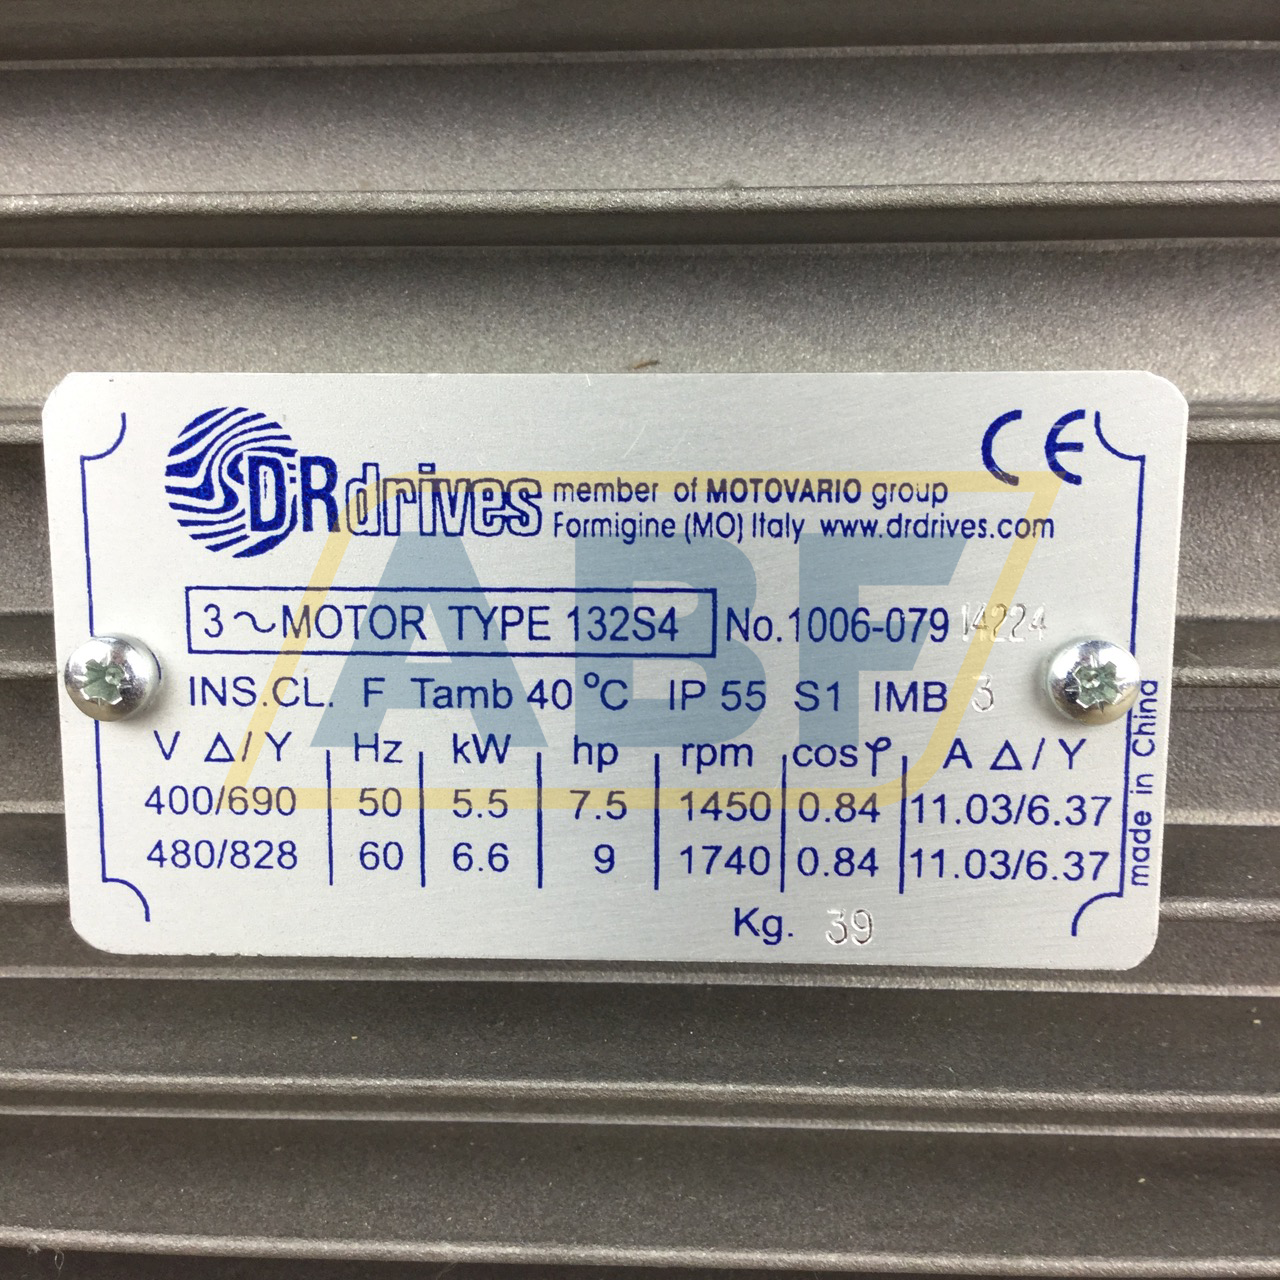 DRdrives member of MOTOVARIO group
Formigine (MO) Italy www.drdrives.com
CE
3~MOTOR TYPE 132S4 No.1006-079 14224
INS.CL. F Tamb 40 °C IP 55 S1 IMB 3
V Δ/Y Hz kW hp rpm cosφ A Δ/Y
400/690 50 5.5 7.5 1450 0.84 11.03/6.37
480/828 60 6.6 9 1740 0.84 11.03/6.37
Kg. 39
made in China
ABF